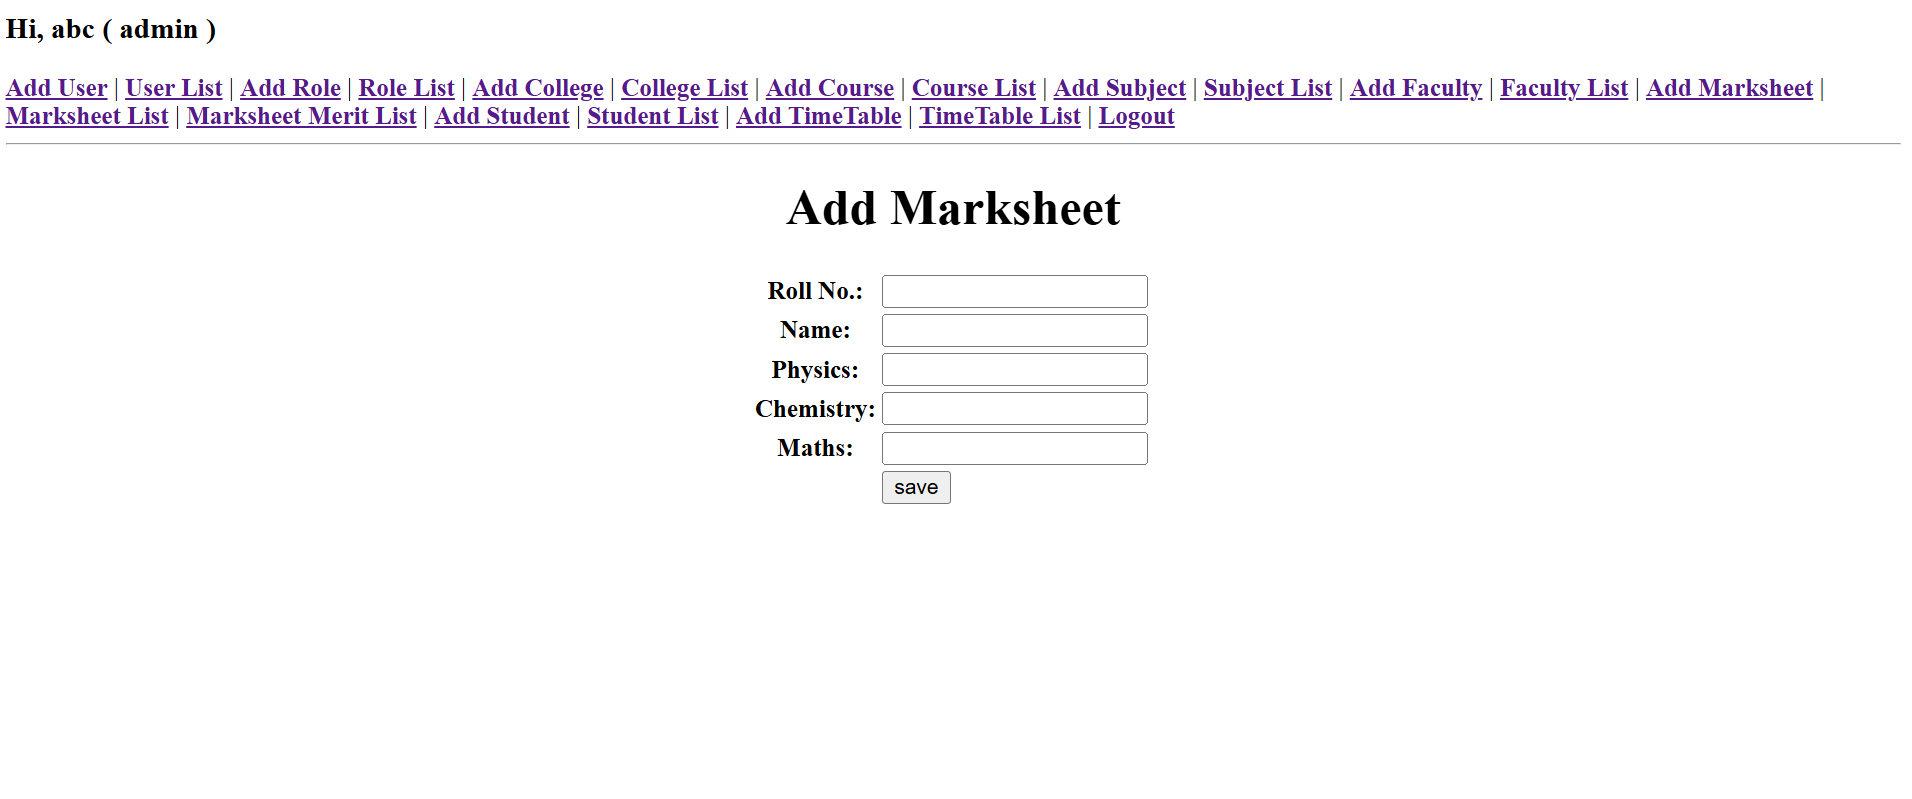 Hi, abc ( admin )
Add User | User List | Add Role | Role List | Add College | College List | Add Course | Course List | Add Subject | Subject List | Add Faculty | Faculty List | Add Marksheet |
Marksheet List | Marksheet Merit List | Add Student | Student List | Add TimeTable | TimeTable List | Logout
Add Marksheet
Roll No.:
Name:
Physics:
Chemistry:
Maths:
save